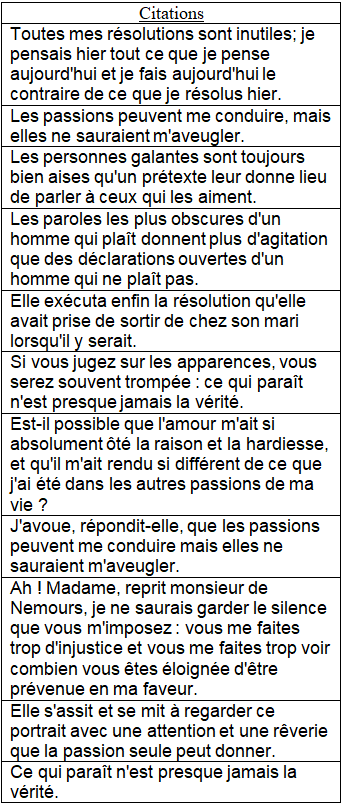 Citations
Toutes mes résolutions sont inutiles; je
pensais hier tout ce que je pense
aujourd'hui et je fais aujourd'hui le
contraire de ce que je résolus hier.
Les passions peuvent me conduire, mais
elles ne sauraient m'aveugler.
Les personnes galantes sont toujours
bien aises qu'un prétexte leur donne lieu
de parler à ceux qui les aiment.
Les paroles les plus obscures d'un
homme qui plaît donnent plus d'agitation
que des déclarations ouvertes d'un
homme qui ne plaît pas.
Elle exécuta enfin la résolution qu'elle
avait prise de sortir de chez son mari
lorsqu'il y serait.
Si vous jugez sur les apparences, vous
serez souvent trompée : ce qui paraît
n'est presque jamais la vérité.
Est-il possible que l'amour m'ait si
absolument ôté la raison et la hardiesse,
et qu'il m'ait rendu si différent de ce que
j'ai été dans les autres passions de ma
vie ?
J'avoue, répondit-elle, que les passions
peuvent me conduire mais elles ne
sauraient m'aveugler.
Ah ! Madame, reprit monsieur de
Nemours, je ne saurais garder le silence
que vous m'imposez : vous me faites
trop d'injustice et vous me faites trop voir
combien vous êtes éloignée d'être
prévenue en ma faveur.
Elle s'assit et se mit à regarder ce
portrait avec une attention et une rêverie
que la passion seule peut donner.
Ce qui paraît n'est presque jamais la
vérité.